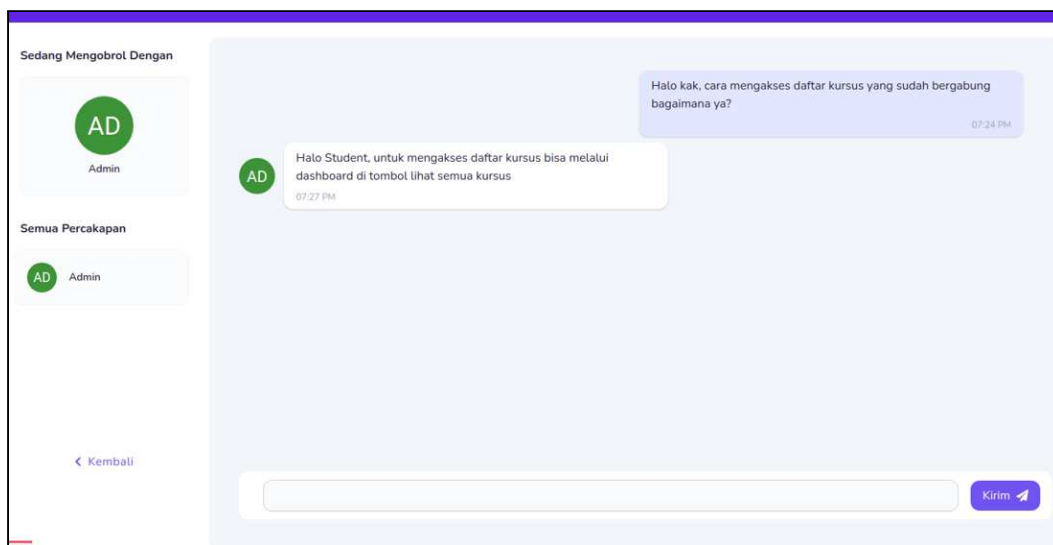 Sedang Mengobrol Dengan
AD
Admin
Semua Percakapan
AD Admin
Kembali
Halo kak, cara mengakses daftar kursus yang sudah bergabung
bagaimana ya?
07:24 PM
AD
Halo Student, untuk mengakses daftar kursus bisa melalui
dashboard di tombol lihat semua kursus
07:27 PM
Kirim